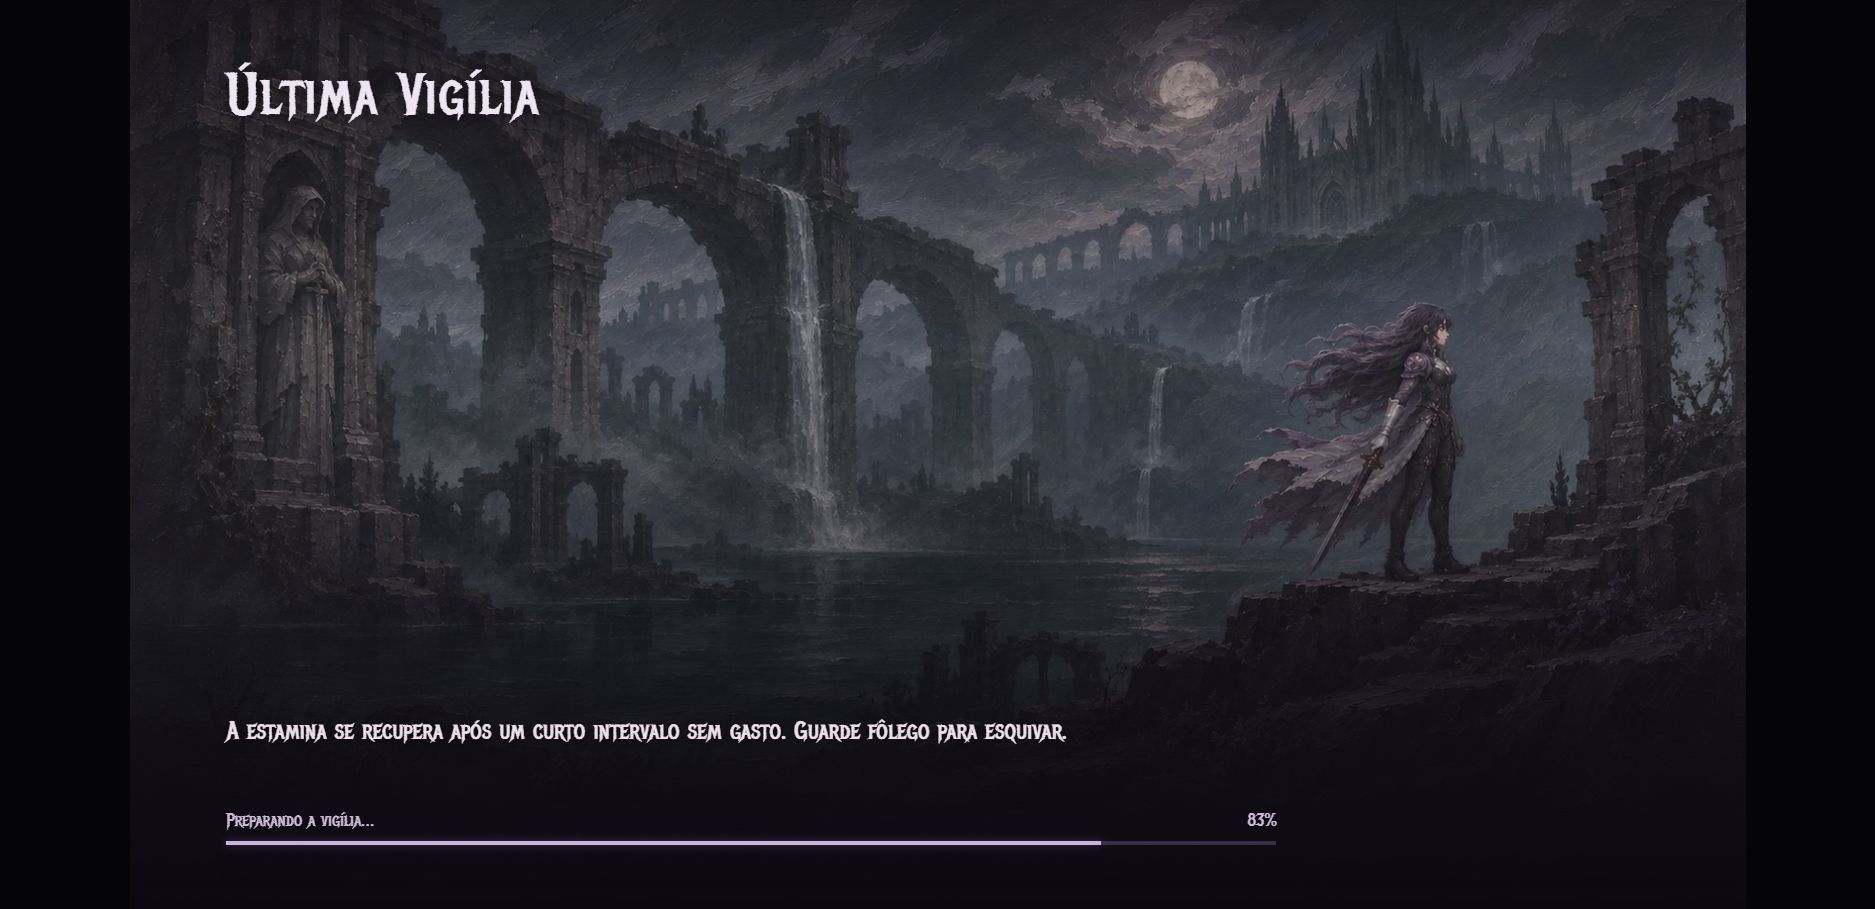 Última Vigília
A estamina se recupera após um curto intervalo sem gasto. Guarde fôlego para esquivar.
Preparando a vigília...
83%